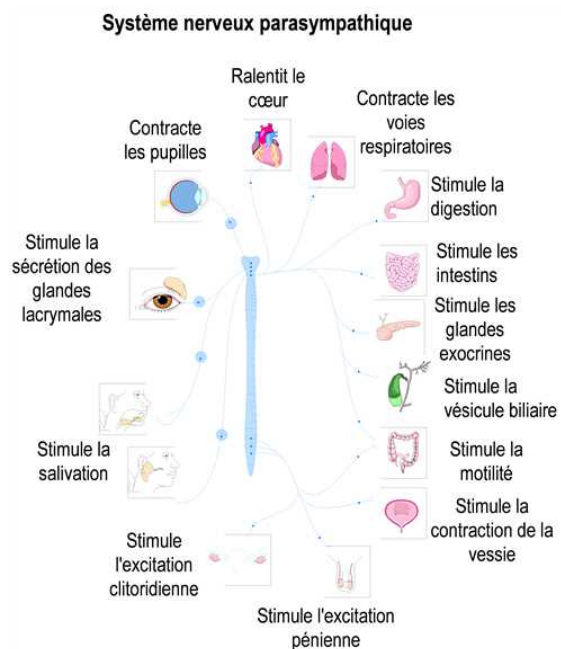 Système nerveux parasympathique
Ralentit le
cœur
Contracte les
voies
respiratoires
Contracte
les pupilles
Stimule la
digestion
Stimule la
sécrétion des
glandes
lacrymales
Stimule les
intestins
Stimule les
glandes
exocrines
Stimule la
vésicule biliaire
Stimule la
salivation
Stimule la
motilité
Stimule la
contraction de la
vessie
Stimule
l'excitation
clitoridienne
Stimule l'excitation
pénienne